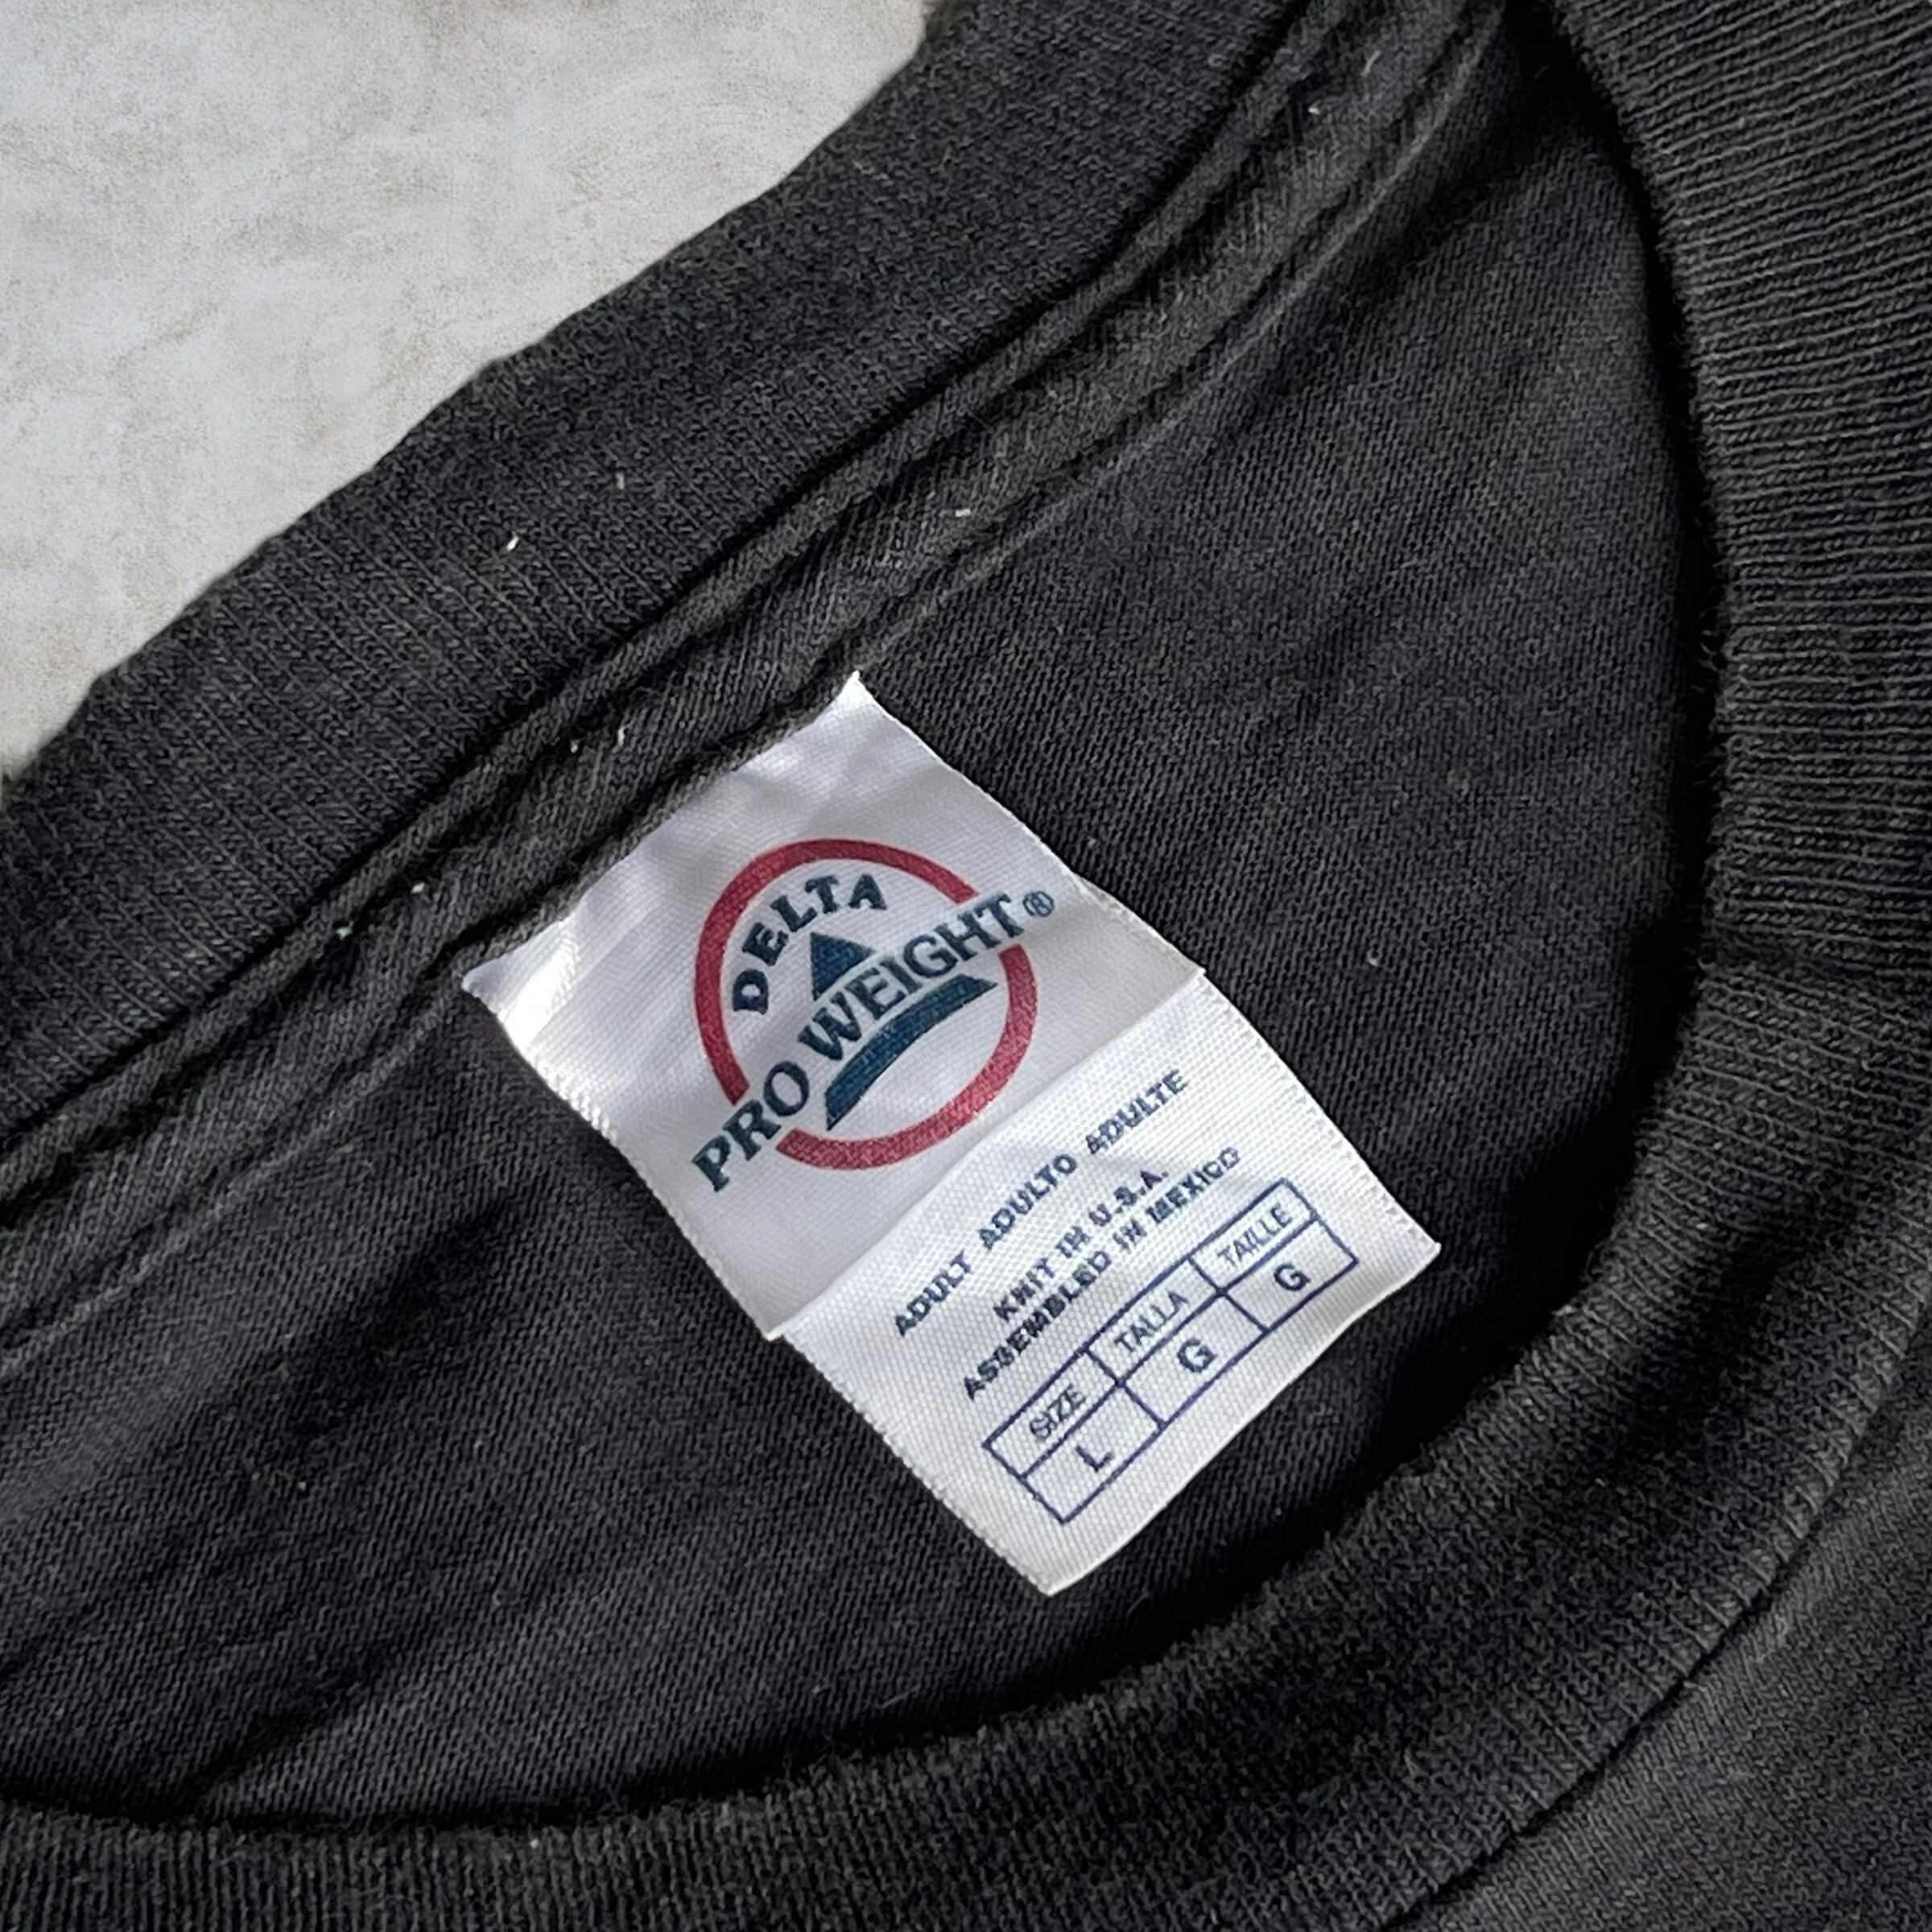 DELTA
PRO WEIGHT®
ADULT ADULTO ADULTE
KNIT IN U.S.A.
ASSEMBLED IN MEXICO
SIZE TALLA TAILLE
L G G